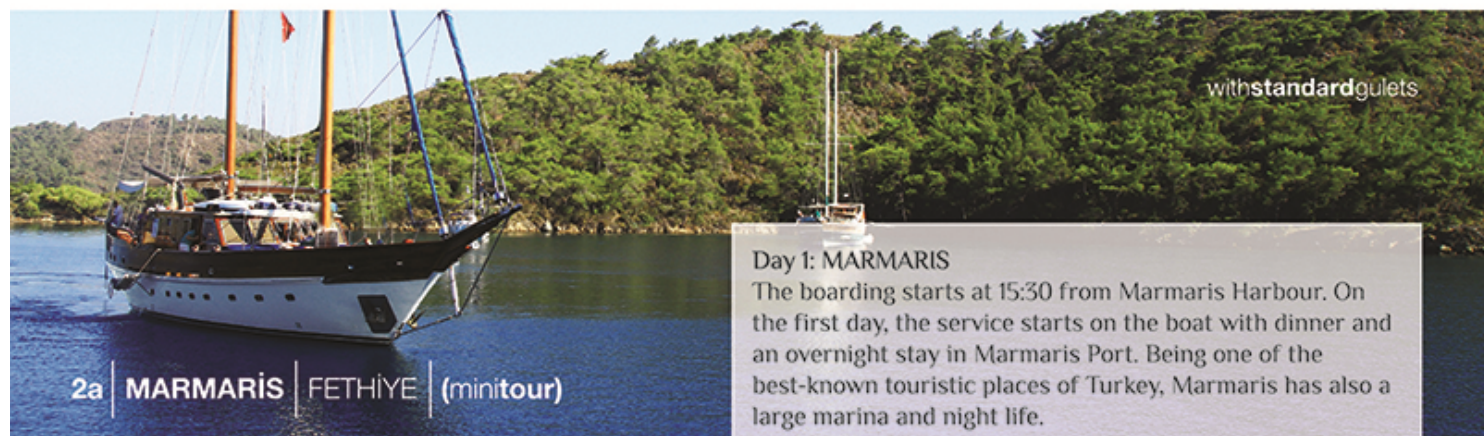 withstandardgulets
Day 1: MARMARIS
The boarding starts at 15:30 from Marmaris Harbour. On
the first day, the service starts on the boat with dinner and
an overnight stay in Marmaris Port. Being one of the
best-known touristic places of Turkey, Marmaris has also a
large marina and night life.
2a | MARMARİS | FETHİYE | (minitour)